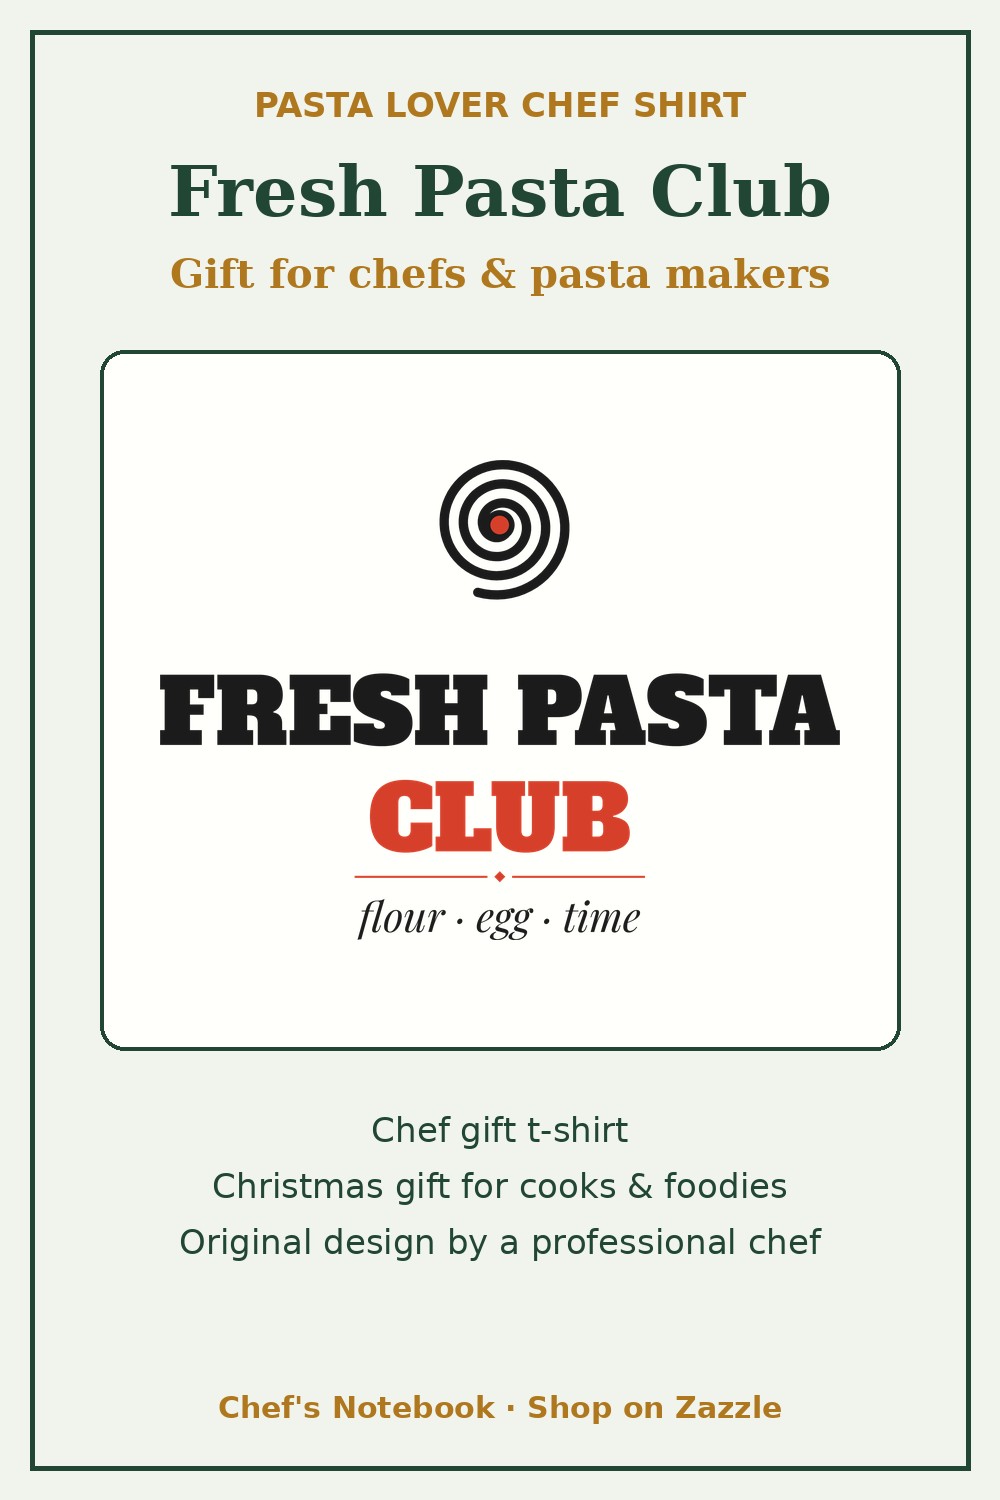 PASTA LOVER CHEF SHIRT
Fresh Pasta Club
Gift for chefs & pasta makers
FRESH PASTA
CLUB
flour · egg · time
Chef gift t-shirt
Christmas gift for cooks & foodies
Original design by a professional chef
Chef's Notebook · Shop on Zazzle